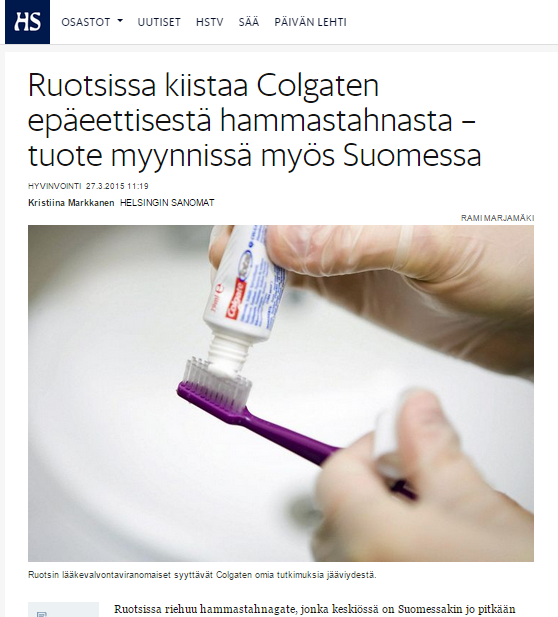 HS
OSASTOT
UUTISET
HSTV
SÄÄ
PÄIVÄN LEHTI
Ruotsissa kiistaa Colgaten
epäeettisestä hammastahnasta –
tuote myynnissä myös Suomessa
HYVINVOINTI 27.3.2015 11:19
Kristiina Markkanen HELSINGIN SANOMAT
RAMI MARJAMÄKI
Colgate
Ruotsin lääkevalvontaviranomaiset syyttävät Colgaten omia tutkimuksia jääviydestä.
Ruotsissa riehuu hammastahnagate, jonka keskiössä on Suomessakin jo pitkään